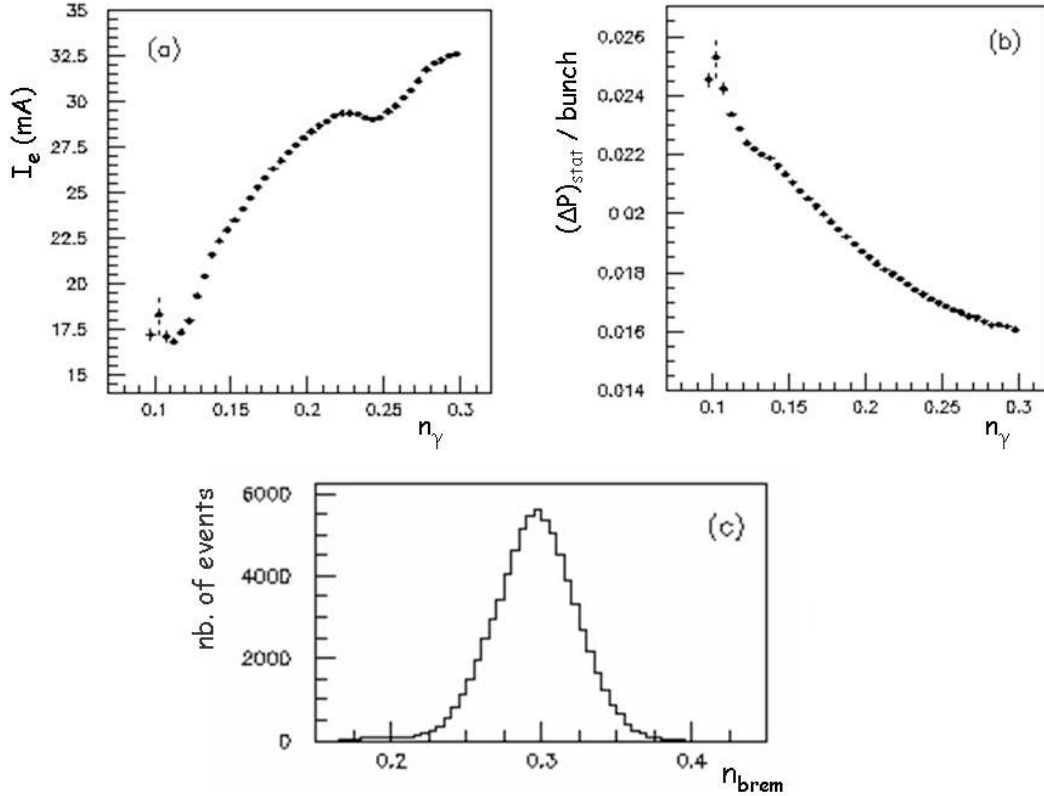 (a)
I_e (mA)
35
32.5
30
27.5
25
22.5
20
17.5
15
0.1 0.15 0.2 0.25 0.3
n_γ
(b)
(ΔP)_stat / bunch
0.026
0.024
0.022
0.02
0.018
0.016
0.014
0.1 0.15 0.2 0.25 0.3
n_γ
(c)
nb. of events
6000
4000
2000
0
0.2 0.3 0.4
n_brem